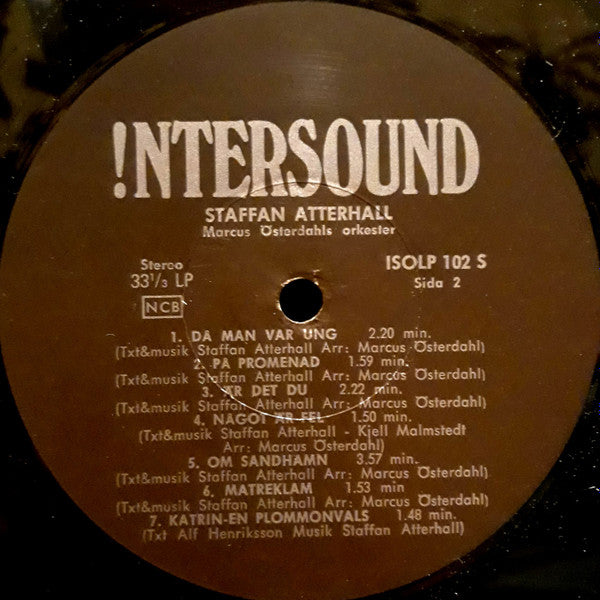 !NTERSOUND
STAFFAN ATTERHALL
Marcus Österdahls orkester
Stereo
33 1/3 LP
NCB
ISOLP 102 S
Sida 2
1. DA MAN VAR UNG 2.20 min.
(Txt&musik Staffan Atterhall Arr: Marcus Österdahl)
2. PA PROMENAD 1.59 min.
(Txt&musik Staffan Atterhall Arr: Marcus Österdahl)
3. ÄR DET DU 2.22 min.
(Txt&musik Staffan Atterhall Arr: Marcus Österdahl)
4. NAGOT ÄR FEL 1.50 min.
(Txt&musik Staffan Atterhall - Kjell Malmstedt
Arr: Marcus Österdahl)
5. OM SANDHAMN 3.57 min.
(Txt&musik Staffan Atterhall Arr: Marcus Österdahl)
6. MATREKLAM 1.53 min
(Txt&musik Staffan Atterhall Arr: Marcus Österdahl)
7. KATRIN-EN PLOMMONVALS 1.48 min.
(Txt Alf Henriksson Musik Staffan Atterhall)